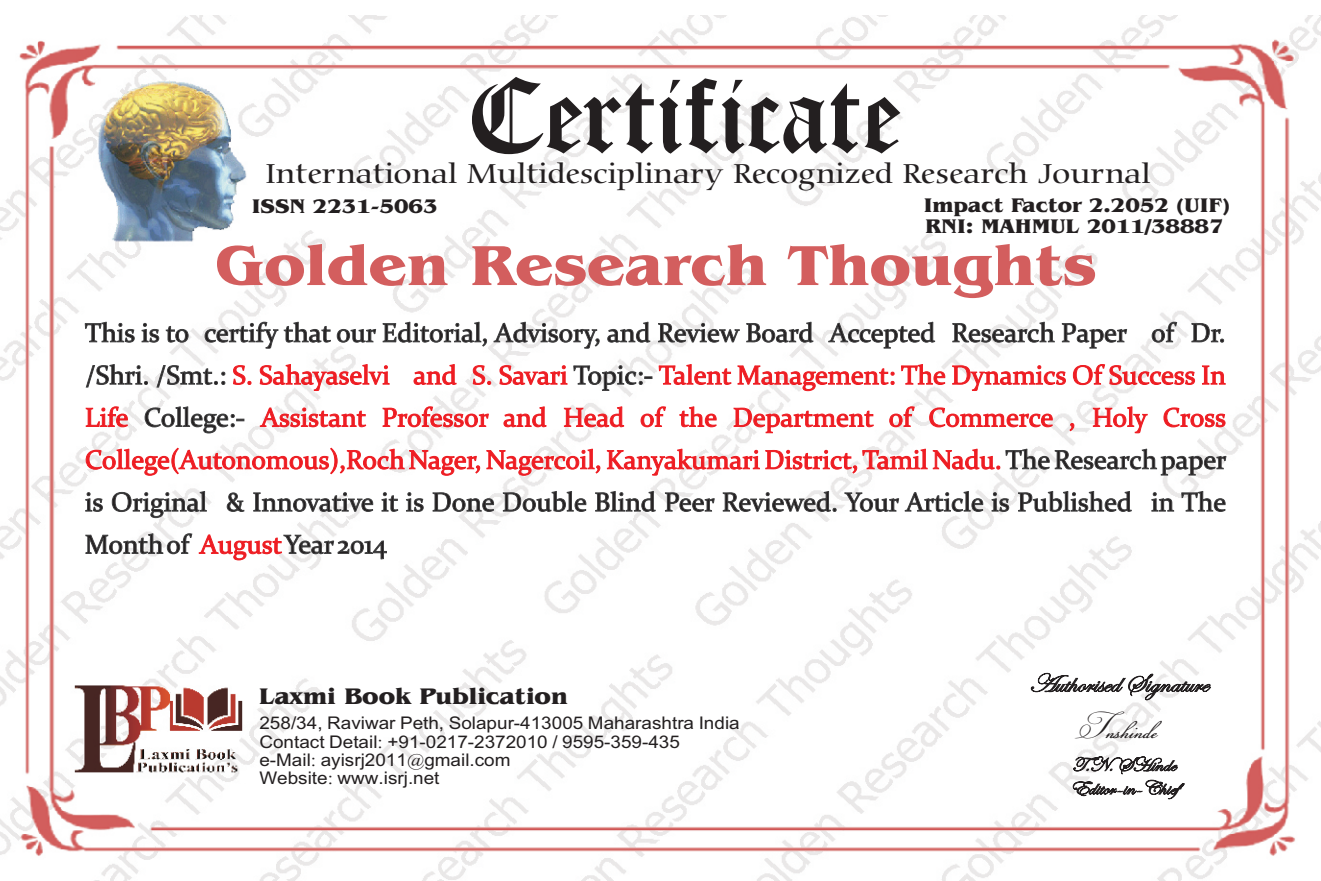 Certificate
International Multidesciplinary Recognized Research Journal
ISSN 2231-5063
Impact Factor 2.2052 (UIF)
RNI: MAHMUL 2011/38887
Golden Research Thoughts
This is to certify that our Editorial, Advisory, and Review Board Accepted Research Paper of Dr.
/Shri. /Smt.: S. Sahayaselvi and S. Savari Topic:- Talent Management: The Dynamics Of Success In
Life College:- Assistant Professor and Head of the Department of Commerce , Holy Cross
College(Autonomous),Roch Nager, Nagercoil, Kanyakumari District, Tamil Nadu. The Research paper
is Original & Innovative it is Done Double Blind Peer Reviewed. Your Article is Published in The
Month of August Year 2014
LBP
Laxmi Book
Publication's
Laxmi Book Publication
258/34, Raviwar Peth, Solapur-413005 Maharashtra India
Contact Detail: +91-0217-2372010 / 9595-359-435
e-Mail: ayisrj2011@gmail.com
Website: www.isrj.net
Authorised Signature
Tnshinde
T.N. SHinde
Editor-in-Chief